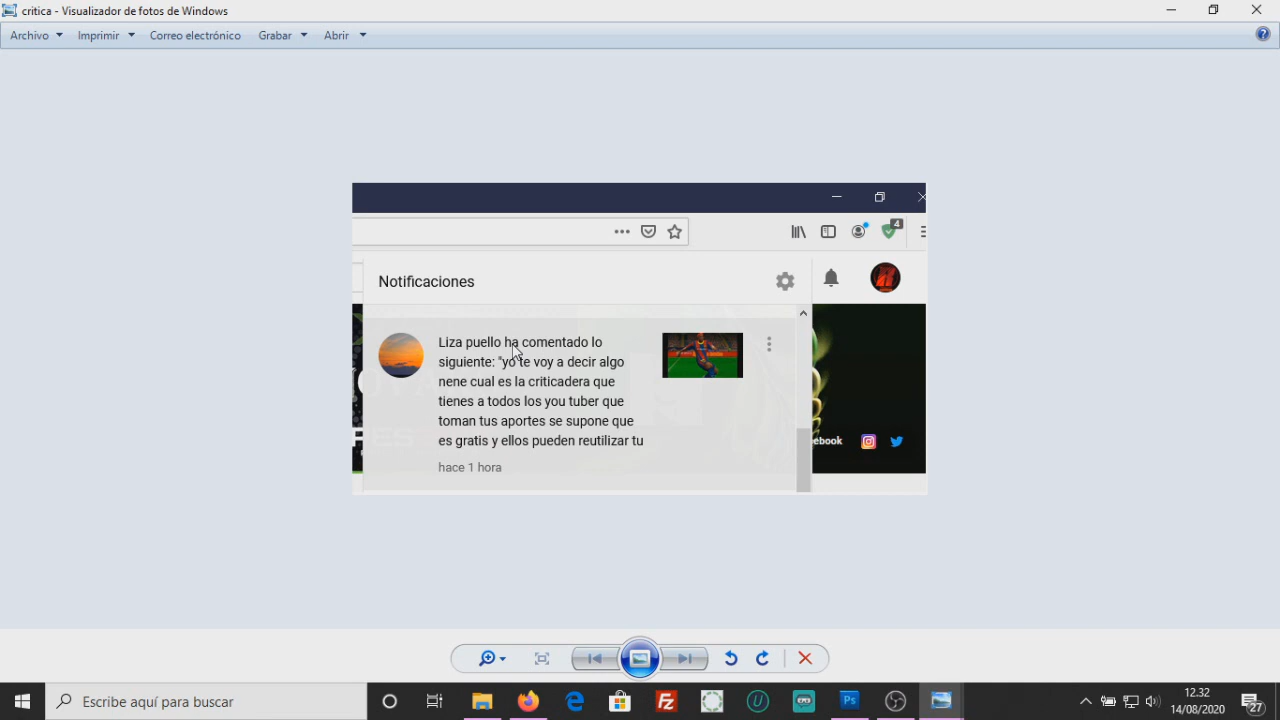 critica - Visualizador de fotos de Windows
Archivo Imprimir Correo electrónico Grabar Abrir
4
Notificaciones
Liza puello ha comentado lo
siguiente: "yo te voy a decir algo
nene cual es la criticadera que
tienes a todos los you tuber que
toman tus aportes se supone que
es gratis y ellos pueden reutilizar tu
hace 1 hora
ebook
Escribe aquí para buscar
Ps
12.32
14/08/2020
27